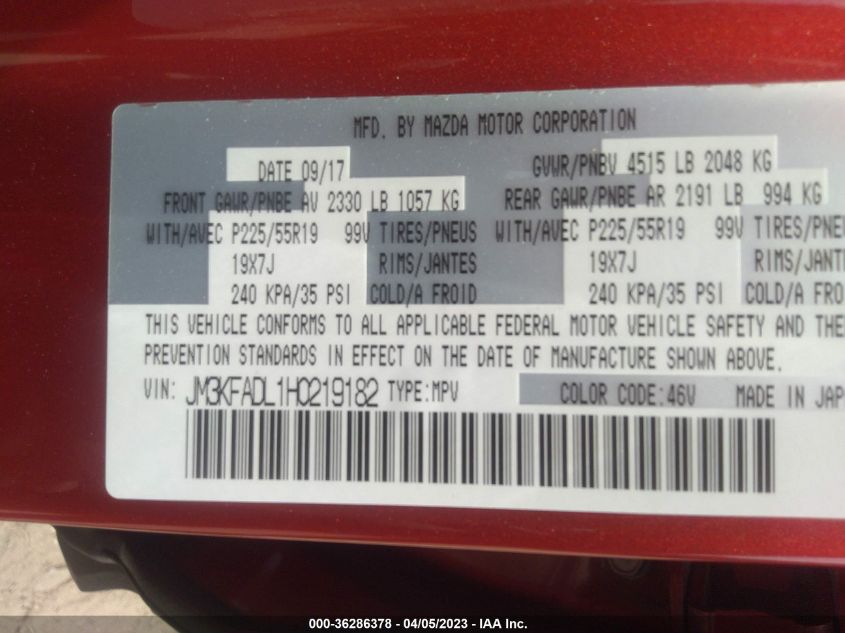 MFD. BY MAZDA MOTOR CORPORATION
DATE 09/17 GVWR/PNBV 4515 LB 2048 KG
FRONT GAWR/PNBE AV 2330 LB 1057 KG REAR GAWR/PNBE AR 2191 LB 994 KG
WITH/AVEC P225/55R19 99V TIRES/PNEUS WITH/AVEC P225/55R19 99V TIRES/PNEU
19X7J RIMS/JANTES 19X7J RIMS/JANT
240 KPA/35 PSI COLD/A FROID 240 KPA/35 PSI COLD/A FRO
THIS VEHICLE CONFORMS TO ALL APPLICABLE FEDERAL MOTOR VEHICLE SAFETY AND THE
PREVENTION STANDARDS IN EFFECT ON THE DATE OF MANUFACTURE SHOWN ABOVE.
VIN: JM3KFADL1H0219182 TYPE:MPV COLOR CODE:46V MADE IN JAP
000-36286378 - 04/05/2023 - IAA Inc.